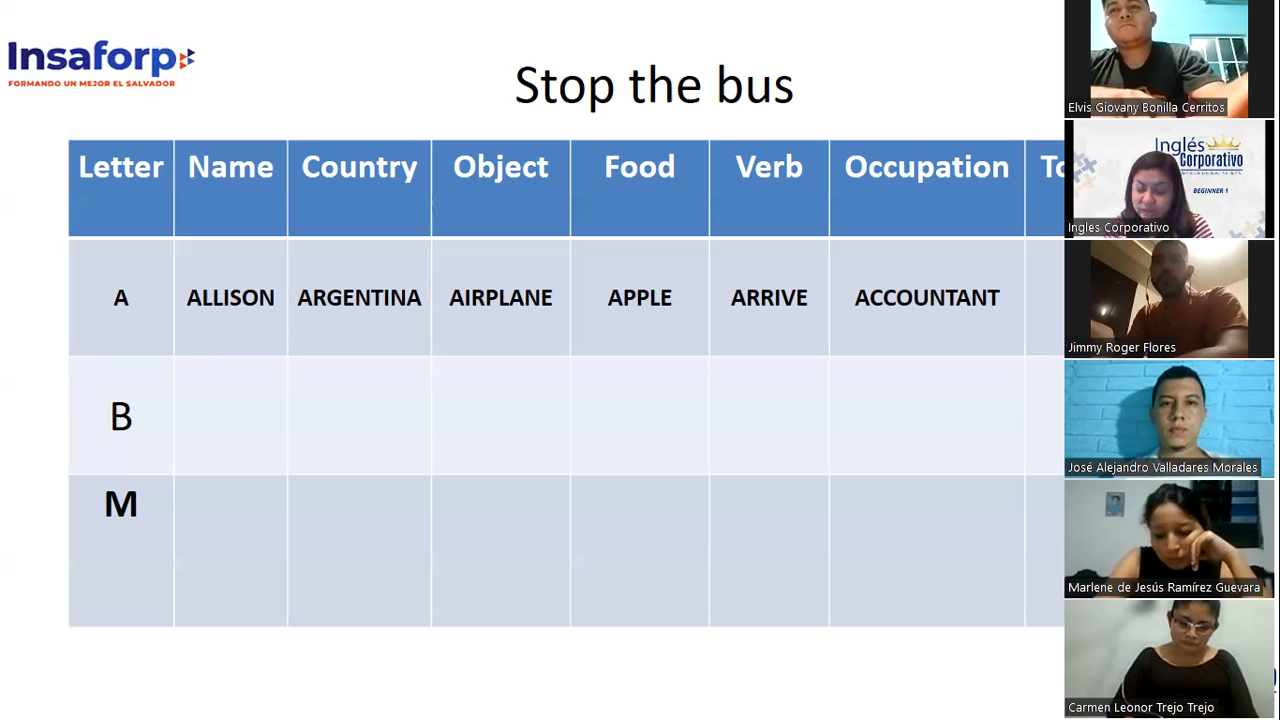 Insaforp
FORMANDO UN MEJOR EL SALVADOR
Stop the bus
Letter Name Country Object Food Verb Occupation
A ALLISON ARGENTINA AIRPLANE APPLE ARRIVE ACCOUNTANT
B
M
Elvis Giovany Bonilla Cerritos
Inglés
Corporativo
BEGINNER 1
Ingles Corporativo
Jimmy Roger Flores
José Alejandro Valladares Morales
Marlene de Jesús Ramírez Guevara
Carmen Leonor Trejo Trejo